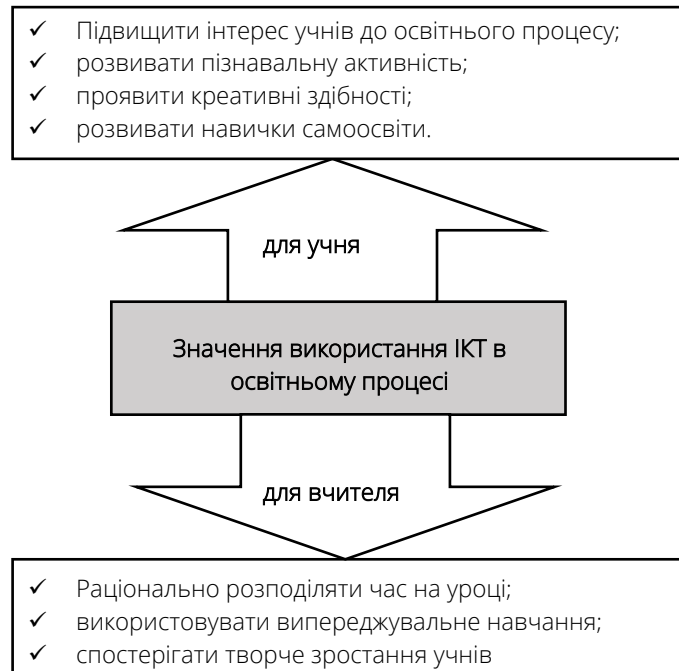 ✓ Підвищити інтерес учнів до освітнього процесу;
✓ розвивати пізнавальну активність;
✓ проявити креативні здібності;
✓ розвивати навички самоосвіти.
для учня
Значення використання ІКТ в
освітньому процесі
для вчителя
✓ Раціонально розподіляти час на уроці;
✓ використовувати випереджувальне навчання;
✓ спостерігати творче зростання учнів